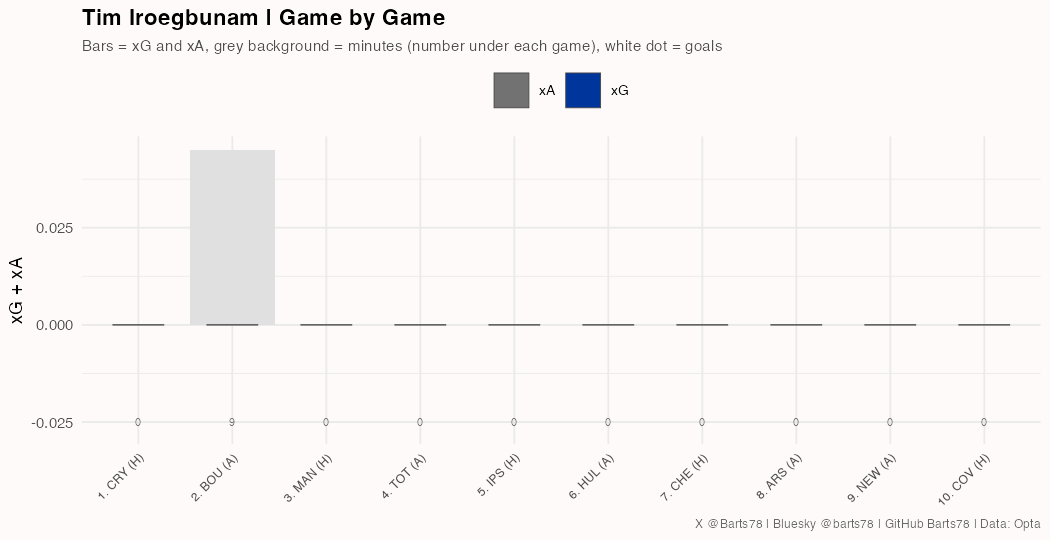 Tim Iroegbunam | Game by Game
Bars = xG and xA, grey background = minutes (number under each game), white dot = goals
xA xG
xG + xA
0.025
0.000
-0.025
0 9 0 0 0 0 0 0 0 0
1. CRY (H) 2. BOU (A) 3. MAN (H) 4. TOT (A) 5. IPS (H) 6. HUL (A) 7. CHE (H) 8. ARS (A) 9. NEW (A) 10. COV (H)
X @Barts78 | Bluesky @barts78 | GitHub Barts78 | Data: Opta